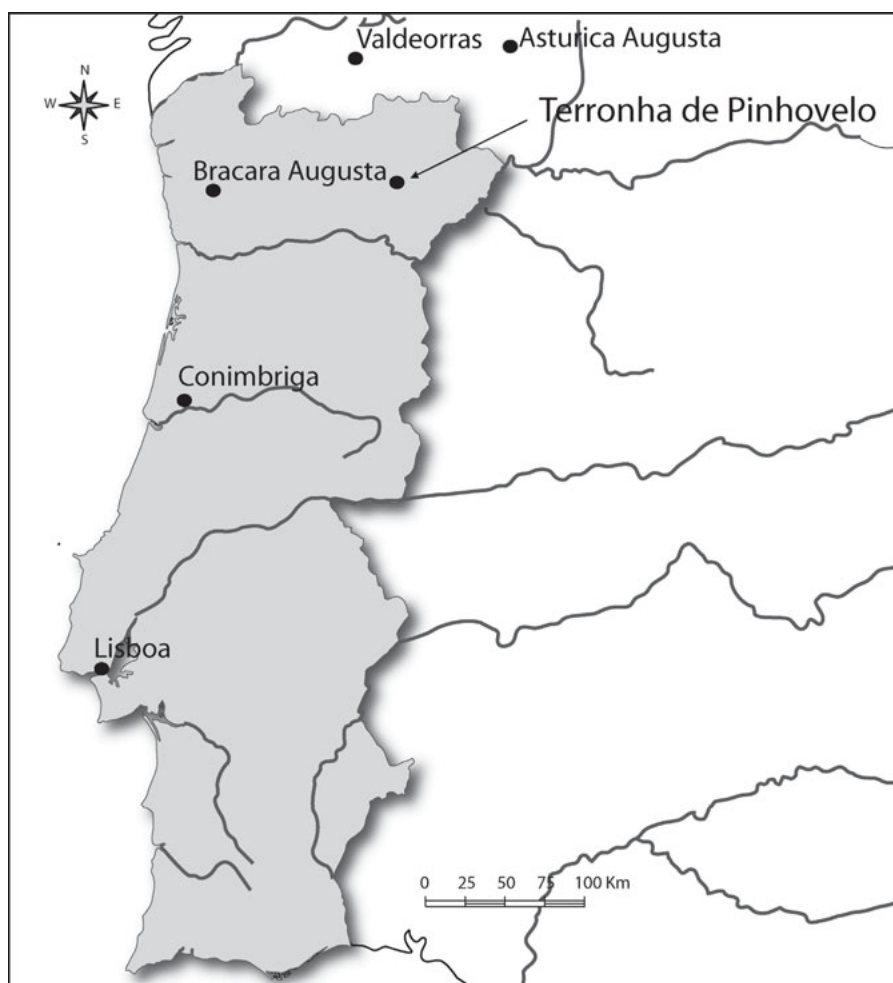 Valdeorras
Asturica Augusta
N
W E
S
Terronha de Pinhovelo
Bracara Augusta
Conimbriga
Lisboa
0 25 50 75 100 Km